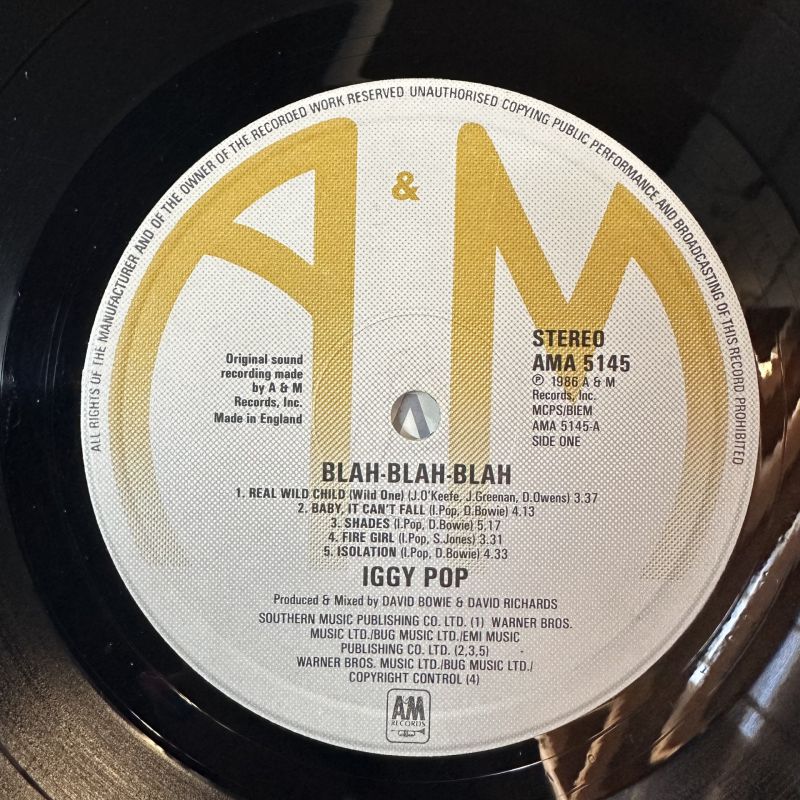 ALL RIGHTS OF THE MANUFACTURER AND OF THE OWNER OF THE RECORDED WORK RESERVED UNAUTHORISED COPYING PUBLIC PERFORMANCE AND BROADCASTING OF THIS RECORD PROHIBITED
A & M
Original sound
recording made
by A & M
Records, Inc.
Made in England
STEREO
AMA 5145
℗ 1986 A & M
Records, Inc.
MCPS/BIEM
AMA 5145-A
SIDE ONE
BLAH-BLAH-BLAH
1. REAL WILD CHILD (Wild One) (J.O'Keefe, J.Greenan, D.Owens) 3.37
2. BABY, IT CAN'T FALL (I.Pop, D.Bowie) 4.13
3. SHADES (I.Pop, D.Bowie) 5.17
4. FIRE GIRL (I.Pop, S.Jones) 3.31
5. ISOLATION (I.Pop, D.Bowie) 4.33
IGGY POP
Produced & Mixed by DAVID BOWIE & DAVID RICHARDS
SOUTHERN MUSIC PUBLISHING CO. LTD. (1) WARNER BROS.
MUSIC LTD./BUG MUSIC LTD./EMI MUSIC
PUBLISHING CO. LTD. (2,3,5)
WARNER BROS. MUSIC LTD./BUG MUSIC LTD./
COPYRIGHT CONTROL (4)
A&M
RECORDS